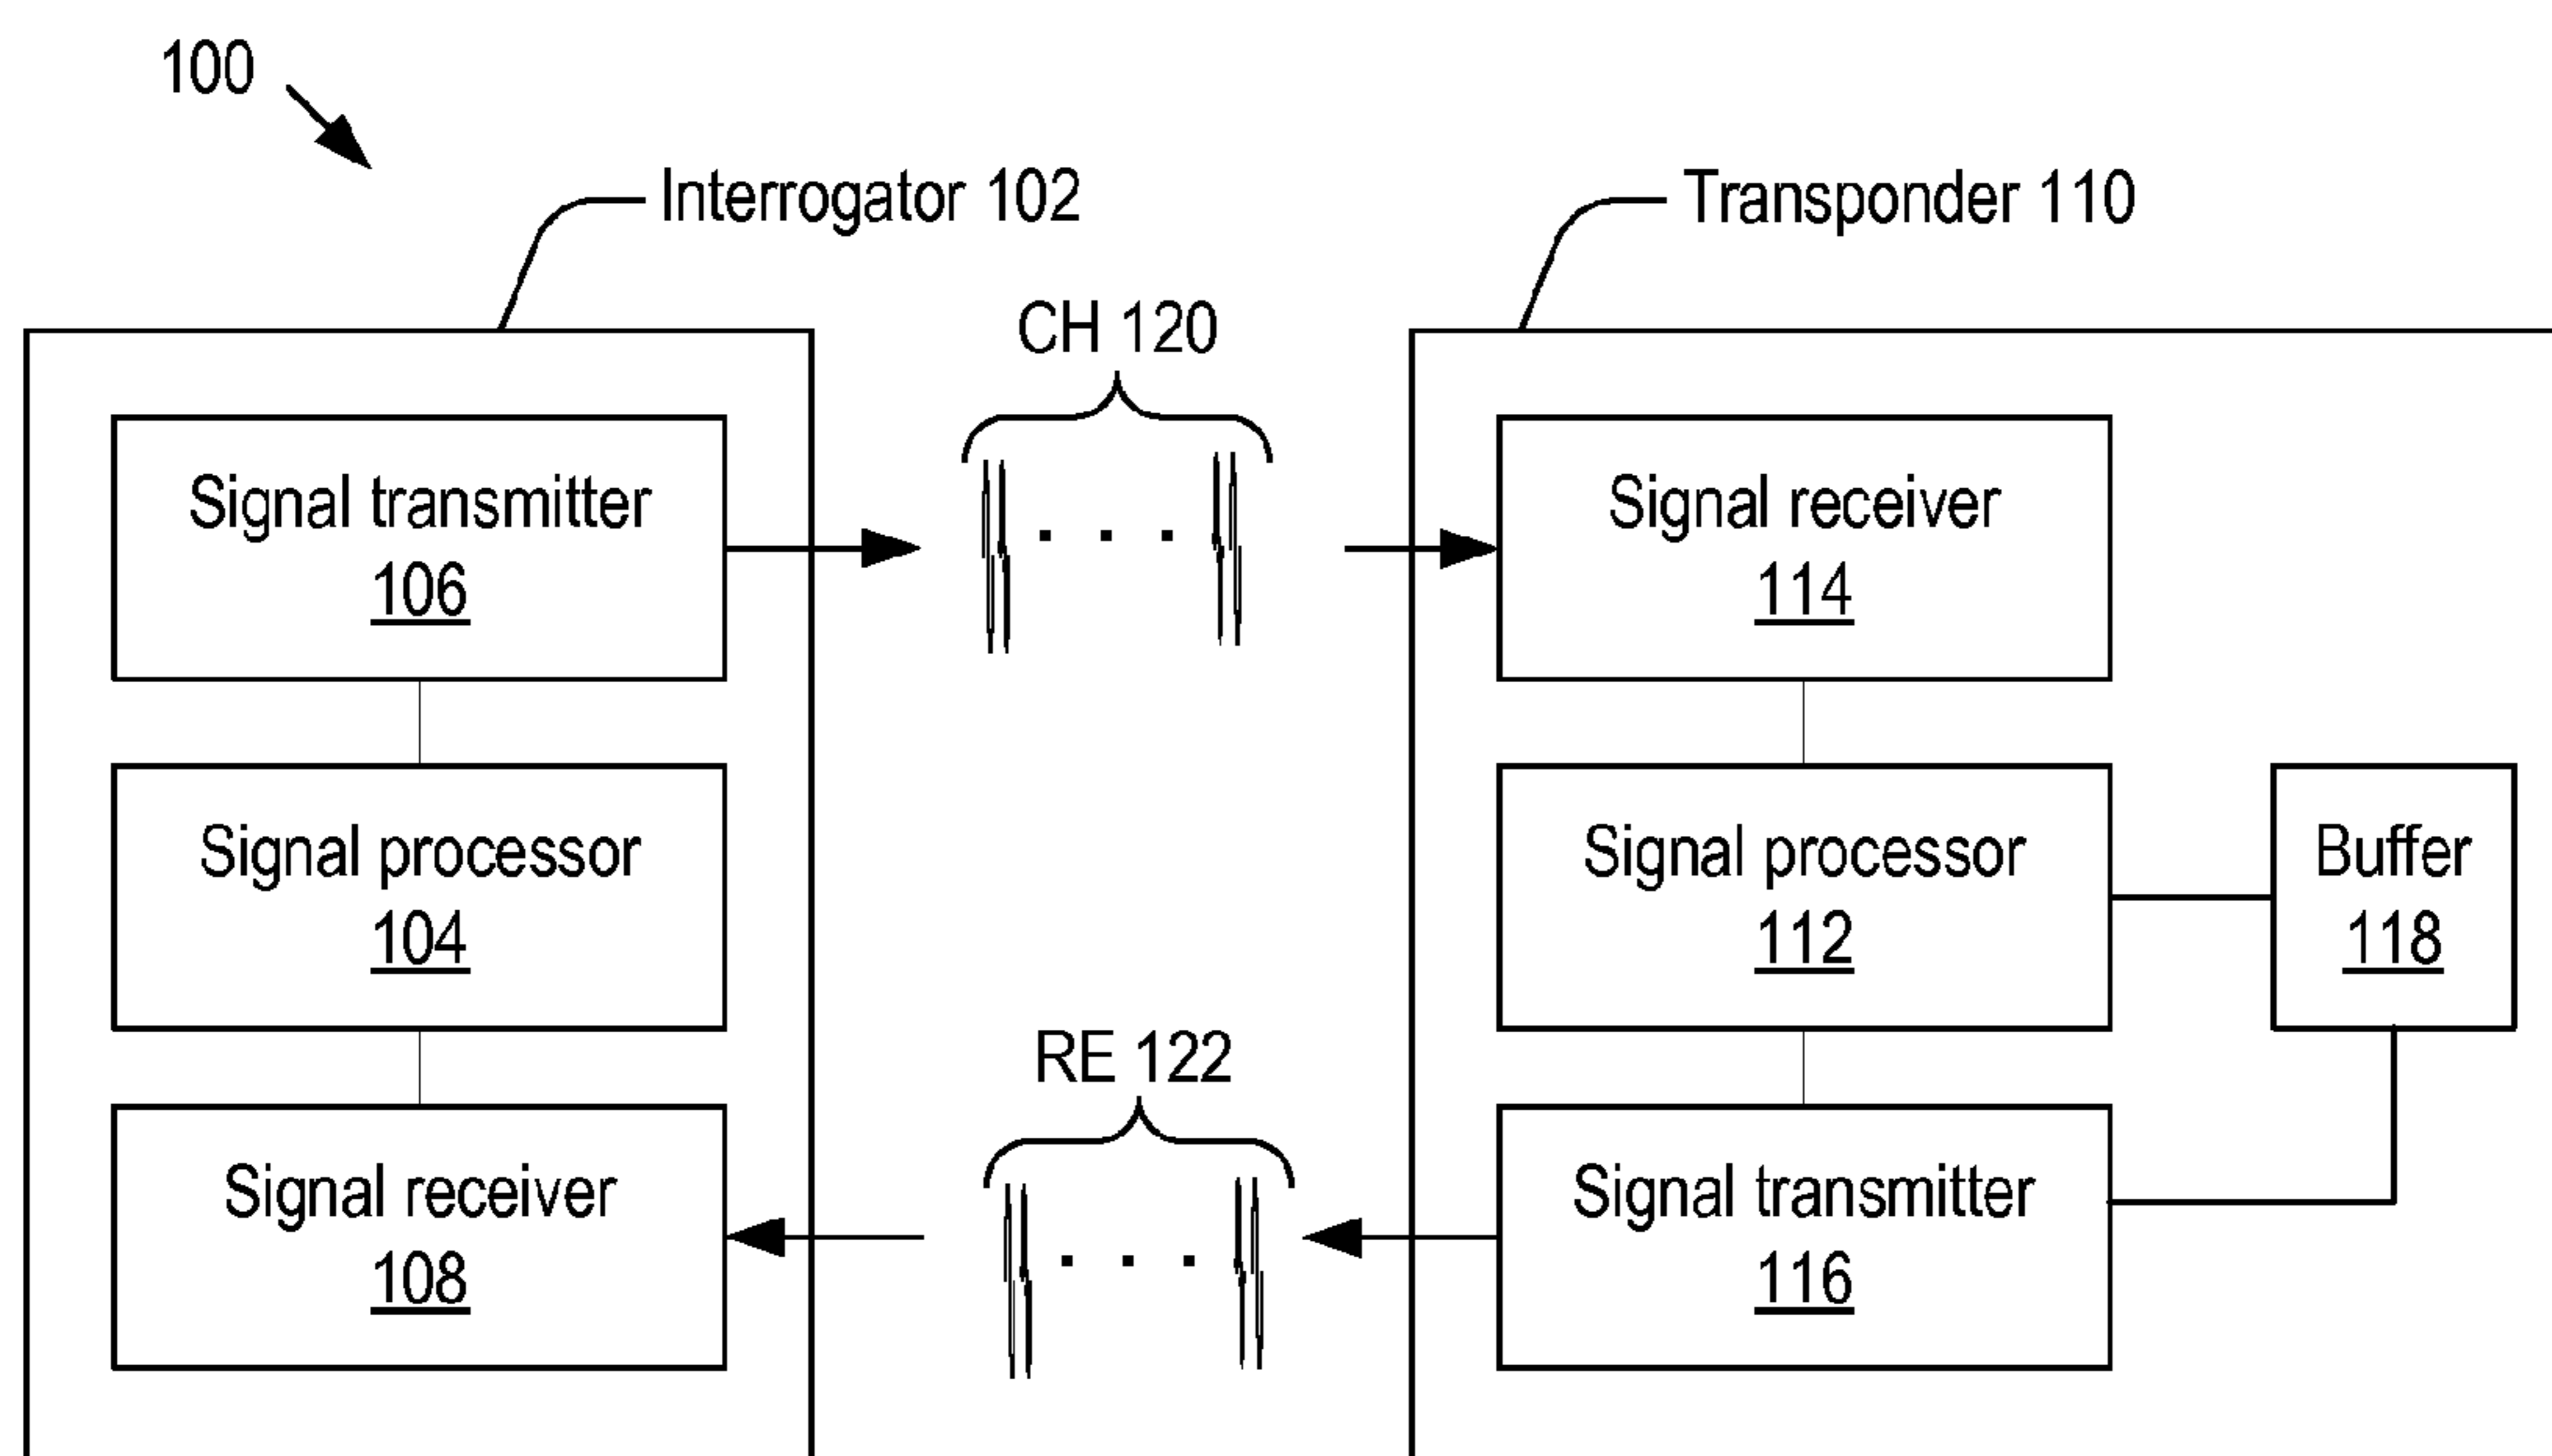 100
Interrogator 102
Transponder 110
CH 120
Signal transmitter
106
Signal receiver
114
Signal processor
104
Signal processor
112
Buffer
118
RE 122
Signal receiver
108
Signal transmitter
116